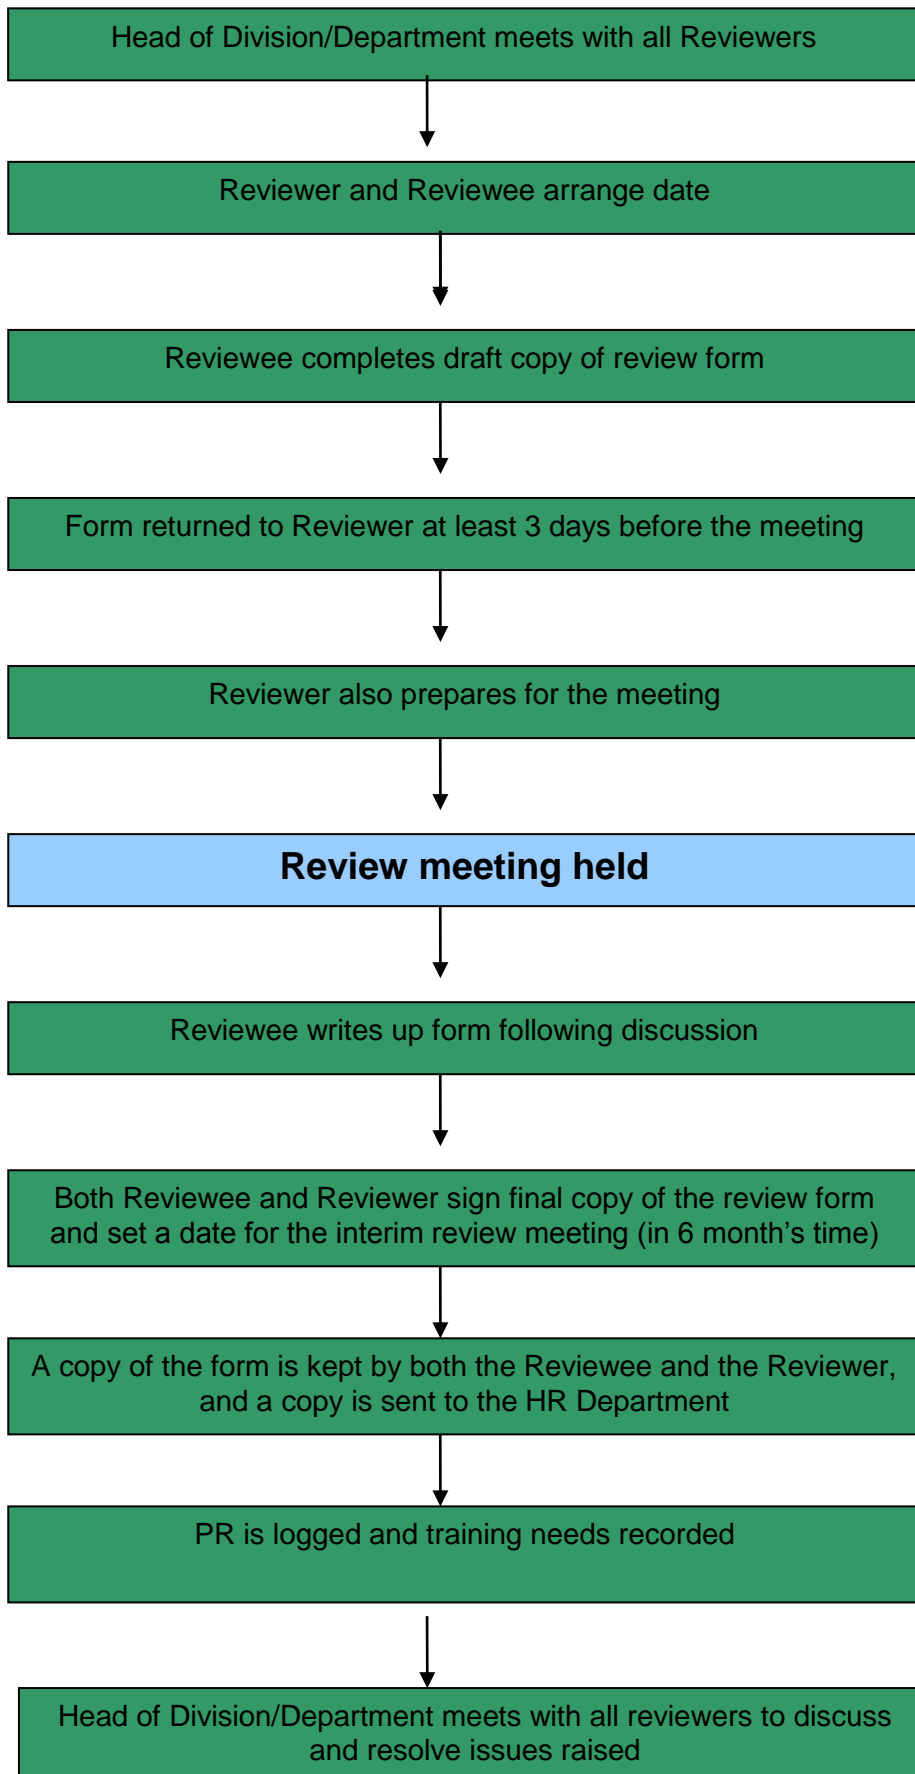 Head of Division/Department meets with all Reviewers
Reviewer and Reviewee arrange date
Reviewee completes draft copy of review form
Form returned to Reviewer at least 3 days before the meeting
Reviewer also prepares for the meeting
Review meeting held
Reviewee writes up form following discussion
Both Reviewee and Reviewer sign final copy of the review form
and set a date for the interim review meeting (in 6 month's time)
A copy of the form is kept by both the Reviewee and the Reviewer,
and a copy is sent to the HR Department
PR is logged and training needs recorded
Head of Division/Department meets with all reviewers to discuss
and resolve issues raised